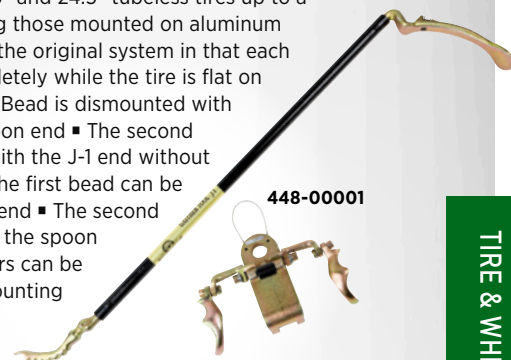 and 24.5" tubeless tires up to a
g those mounted on aluminum
the original system in that each
letely while the tire is flat on
Bead is dismounted with
on end ▪ The second
ith the J-1 end without
he first bead can be
end ▪ The second
the spoon
rs can be
ounting
448-00001
TIRE & WH